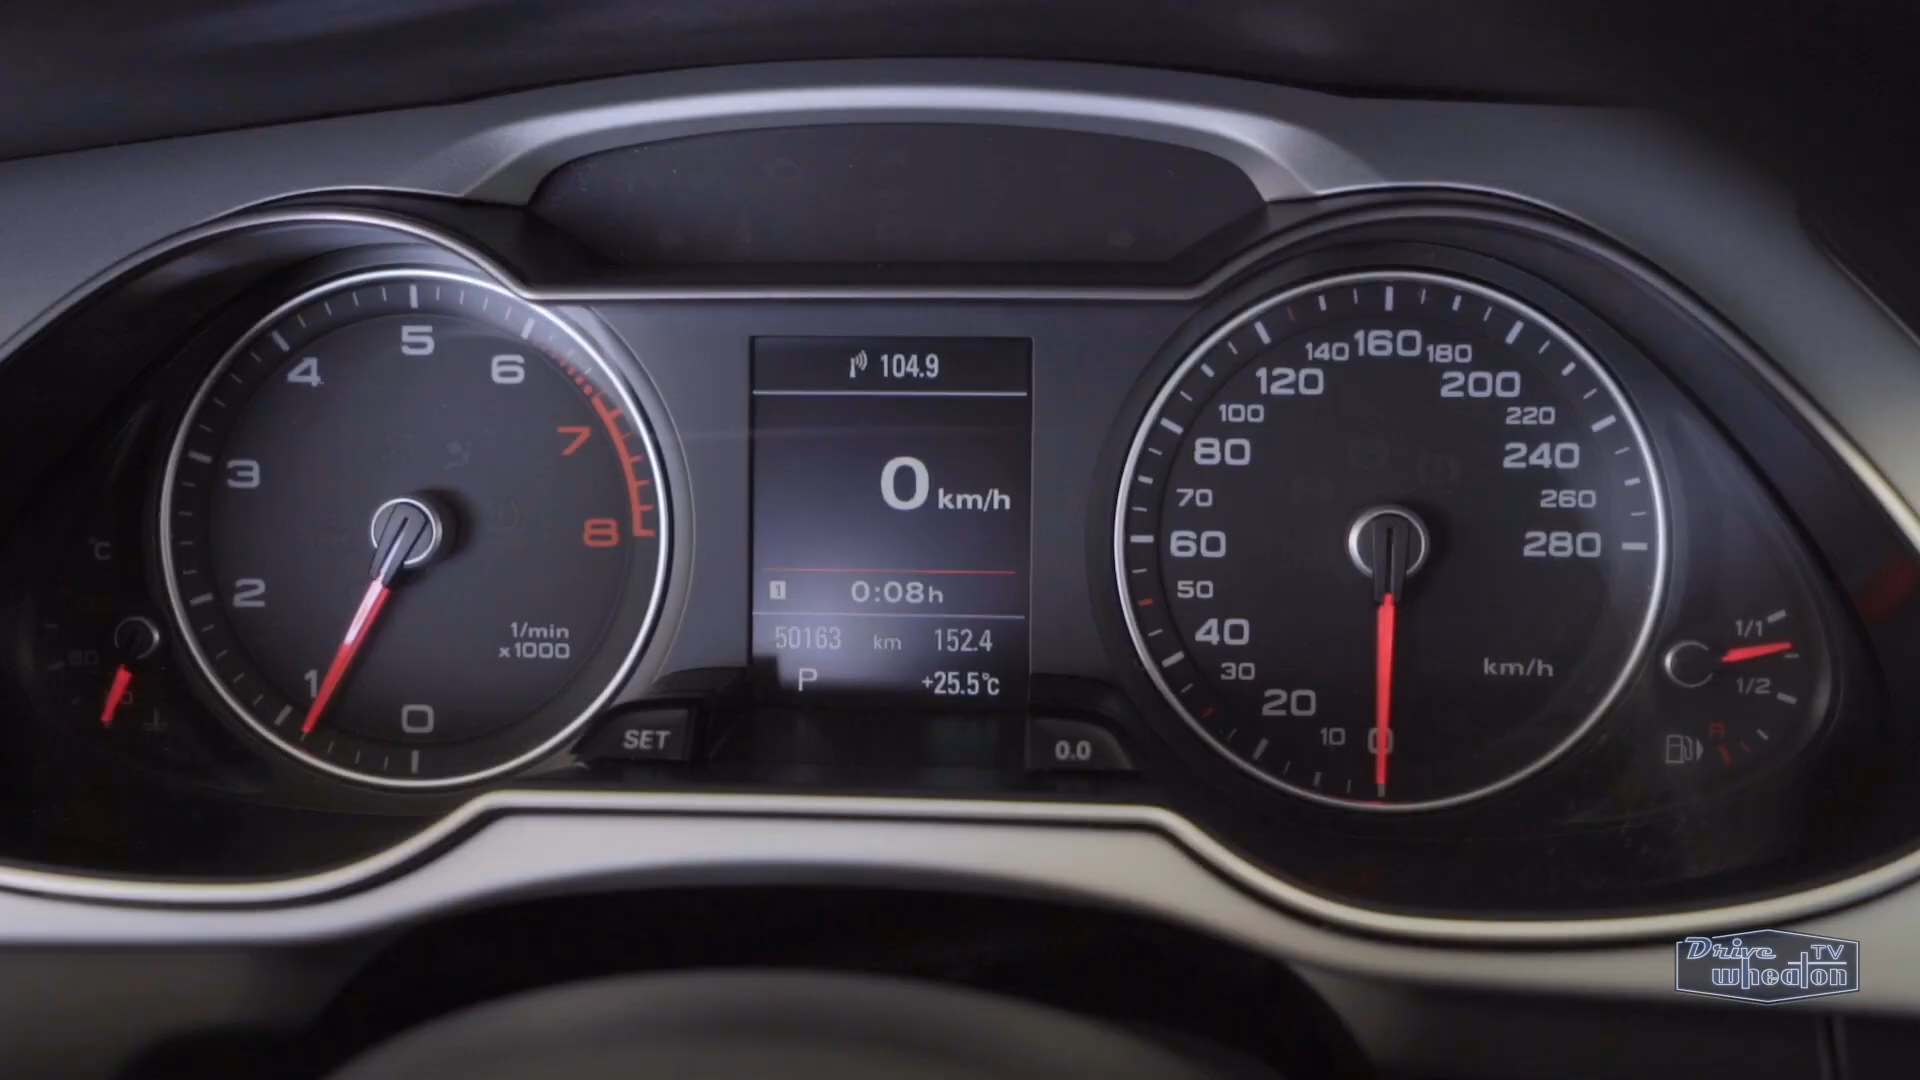 104.9
0 km/h
1 0:08 h
50163 km 152.4
P +25.5°C
0 1 2 3 4 5 6 7 8
1/min
x1000
°C
SET
0.0
0 10 20 30 40 50 60 70 80 100 120 140 160 180 200 220 240 260 280
km/h
1/1
1/2
R
Drive TV
wheaton